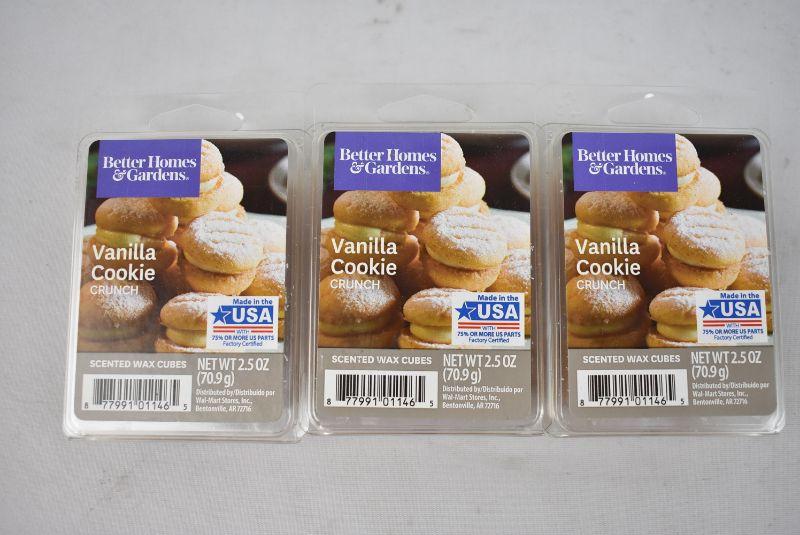 Better Homes
& Gardens®
Vanilla
Cookie
CRUNCH
Made in the
USA
WITH
75% OR MORE US PARTS
Factory Certified
SCENTED WAX CUBES
NET WT 2.5 OZ
(70.9 g)
Distributed by/Distribuido por
Wal-Mart Stores, Inc.,
Bentonville, AR 72716
8 77991 01146 5
Better Homes
& Gardens®
Vanilla
Cookie
CRUNCH
Made in the
USA
WITH
75% OR MORE US PARTS
Factory Certified
SCENTED WAX CUBES
NET WT 2.5 OZ
(70.9 g)
Distributed by/Distribuido por
Wal-Mart Stores, Inc.,
Bentonville, AR 72716
8 77991 01146 5
Better Homes
& Gardens®
Vanilla
Cookie
CRUNCH
Made in the
USA
WITH
75% OR MORE US PARTS
Factory Certified
SCENTED WAX CUBES
NET WT 2.5 OZ
(70.9 g)
Distributed by/Distribuido por
Wal-Mart Stores, Inc.,
Bentonville, AR 72716
8 77991 01146 5